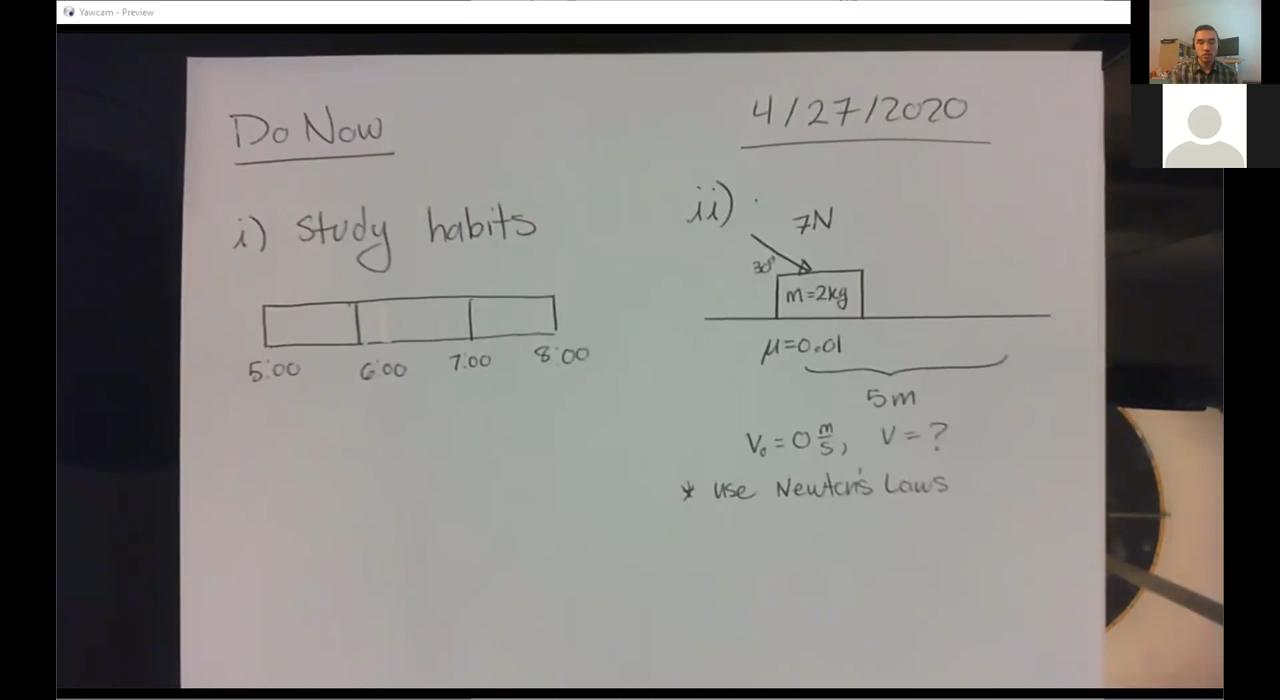 Yawcam - Preview
Do Now
4/27/2020
i) Study habits
5:00 6:00 7:00 8:00
ii)
7N
30°
m=2kg
μ=0.01
5m
V₀ = 0 m/s, V = ?
* use Newton's Laws